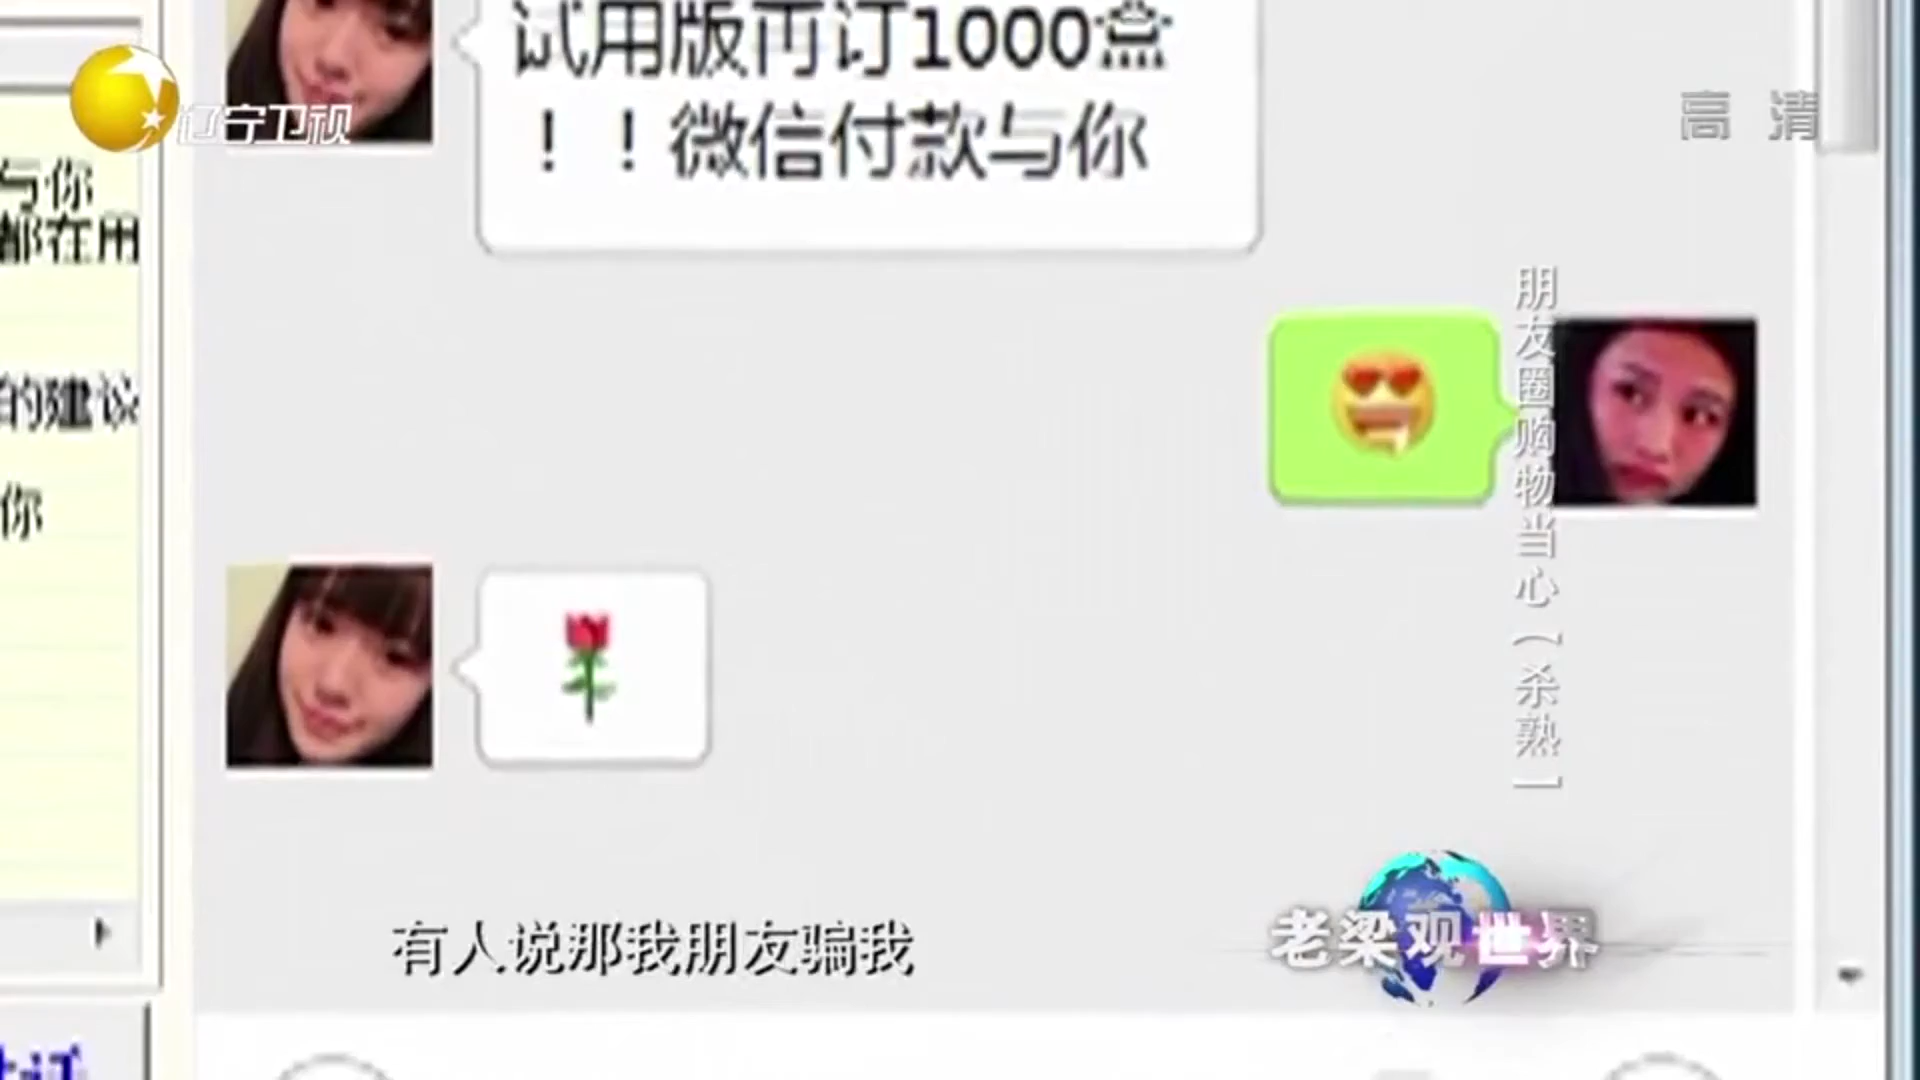 试用版再订1000盒
！！微信付款与你
辽宁卫视
高 清
与你
都在用
的建议
你
朋友圈购物当心（杀熟）
有人说那我朋友骗我
老梁观世界